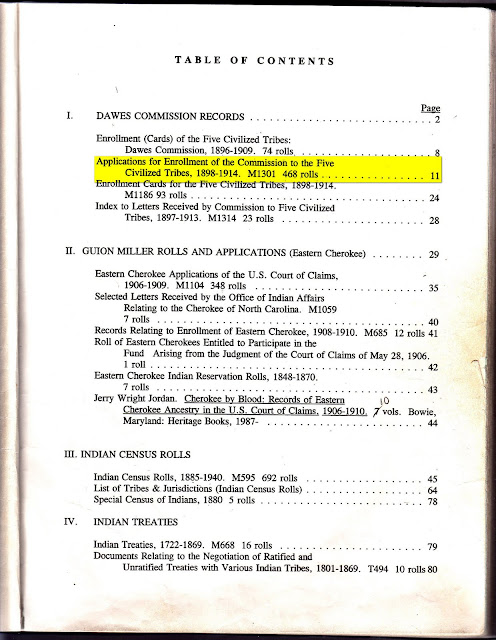 TABLE OF CONTENTS
Page
I. DAWES COMMISSION RECORDS . . . . . . . . . . . . . . . . . . . . . . . . . . . 2
Enrollment (Cards) of the Five Civilized Tribes:
Dawes Commission, 1896-1909. 74 rolls. . . . . . . . . . . . . . . . . . . . 8
Applications for Enrollment of the Commission to the Five
Civilized Tribes, 1898-1914. M1301 468 rolls . . . . . . . . . . . . . . . . 11
Enrollment Cards for the Five Civilized Tribes, 1898-1914.
M1186 93 rolls . . . . . . . . . . . . . . . . . . . . . . . . . . . . . . . . . . . . . 24
Index to Letters Received by Commission to Five Civilized
Tribes, 1897-1913. M1314 23 rolls . . . . . . . . . . . . . . . . . . . . . . . 28
II. GUION MILLER ROLLS AND APPLICATIONS (Eastern Cherokee) . . . . . . . . 29
Eastern Cherokee Applications of the U.S. Court of Claims,
1906-1909. M1104 348 rolls . . . . . . . . . . . . . . . . . . . . . . . . . . . 35
Selected Letters Received by the Office of Indian Affairs
Relating to the Cherokee of North Carolina. M1059
7 rolls . . . . . . . . . . . . . . . . . . . . . . . . . . . . . . . . . . . . . . . . . . . . 40
Records Relating to Enrollment of Eastern Cherokee, 1908-1910. M685 12 rolls 41
Roll of Eastern Cherokees Entitled to Participate in the
Fund Arising from the Judgment of the Court of Claims of May 28, 1906.
1 roll . . . . . . . . . . . . . . . . . . . . . . . . . . . . . . . . . . . . . . . . . . . . . 42
Eastern Cherokee Indian Reservation Rolls, 1848-1870.
7 rolls . . . . . . . . . . . . . . . . . . . . . . . . . . . . . . . . . . . . . . . . . . . . 43
Jerry Wright Jordan. Cherokee by Blood: Records of Eastern 10
Cherokee Ancestry in the U.S. Court of Claims, 1906-1910. 7 vols. Bowie,
Maryland: Heritage Books, 1987- . . . . . . . . . . . . . . . . . . . . . . . . 44
III. INDIAN CENSUS ROLLS
Indian Census Rolls, 1885-1940. M595 692 rolls . . . . . . . . . . . . . . . . . . 45
List of Tribes & Jurisdictions (Indian Census Rolls) . . . . . . . . . . . . . . . . . 64
Special Census of Indians, 1880 5 rolls . . . . . . . . . . . . . . . . . . . . . . . . . 78
IV. INDIAN TREATIES
Indian Treaties, 1722-1869. M668 16 rolls . . . . . . . . . . . . . . . . . . . . . 79
Documents Relating to the Negotiation of Ratified and
Unratified Treaties with Various Indian Tribes, 1801-1869. T494 10 rolls 80